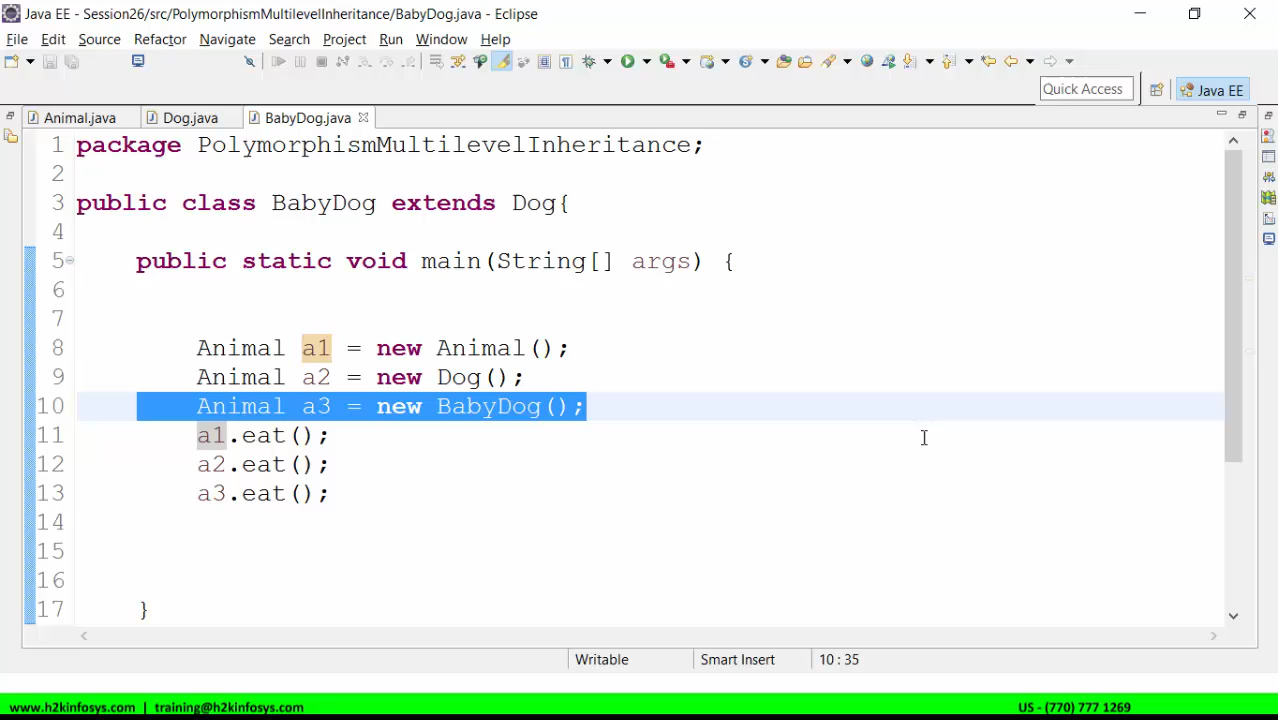 Java EE - Session26/src/PolymorphismMultilevelInheritance/BabyDog.java - Eclipse
File Edit Source Refactor Navigate Search Project Run Window Help
Quick Access
Java EE
Animal.java Dog.java BabyDog.java
1 package PolymorphismMultilevelInheritance;
2
3 public class BabyDog extends Dog{
4
5 public static void main(String[] args) {
6
7
8 Animal a1 = new Animal();
9 Animal a2 = new Dog();
10 Animal a3 = new BabyDog();
11 a1.eat();
12 a2.eat();
13 a3.eat();
14
15
16
17 }
Writable Smart Insert 10 : 35
www.h2kinfosys.com | training@h2kinfosys.com US - (770) 777 1269